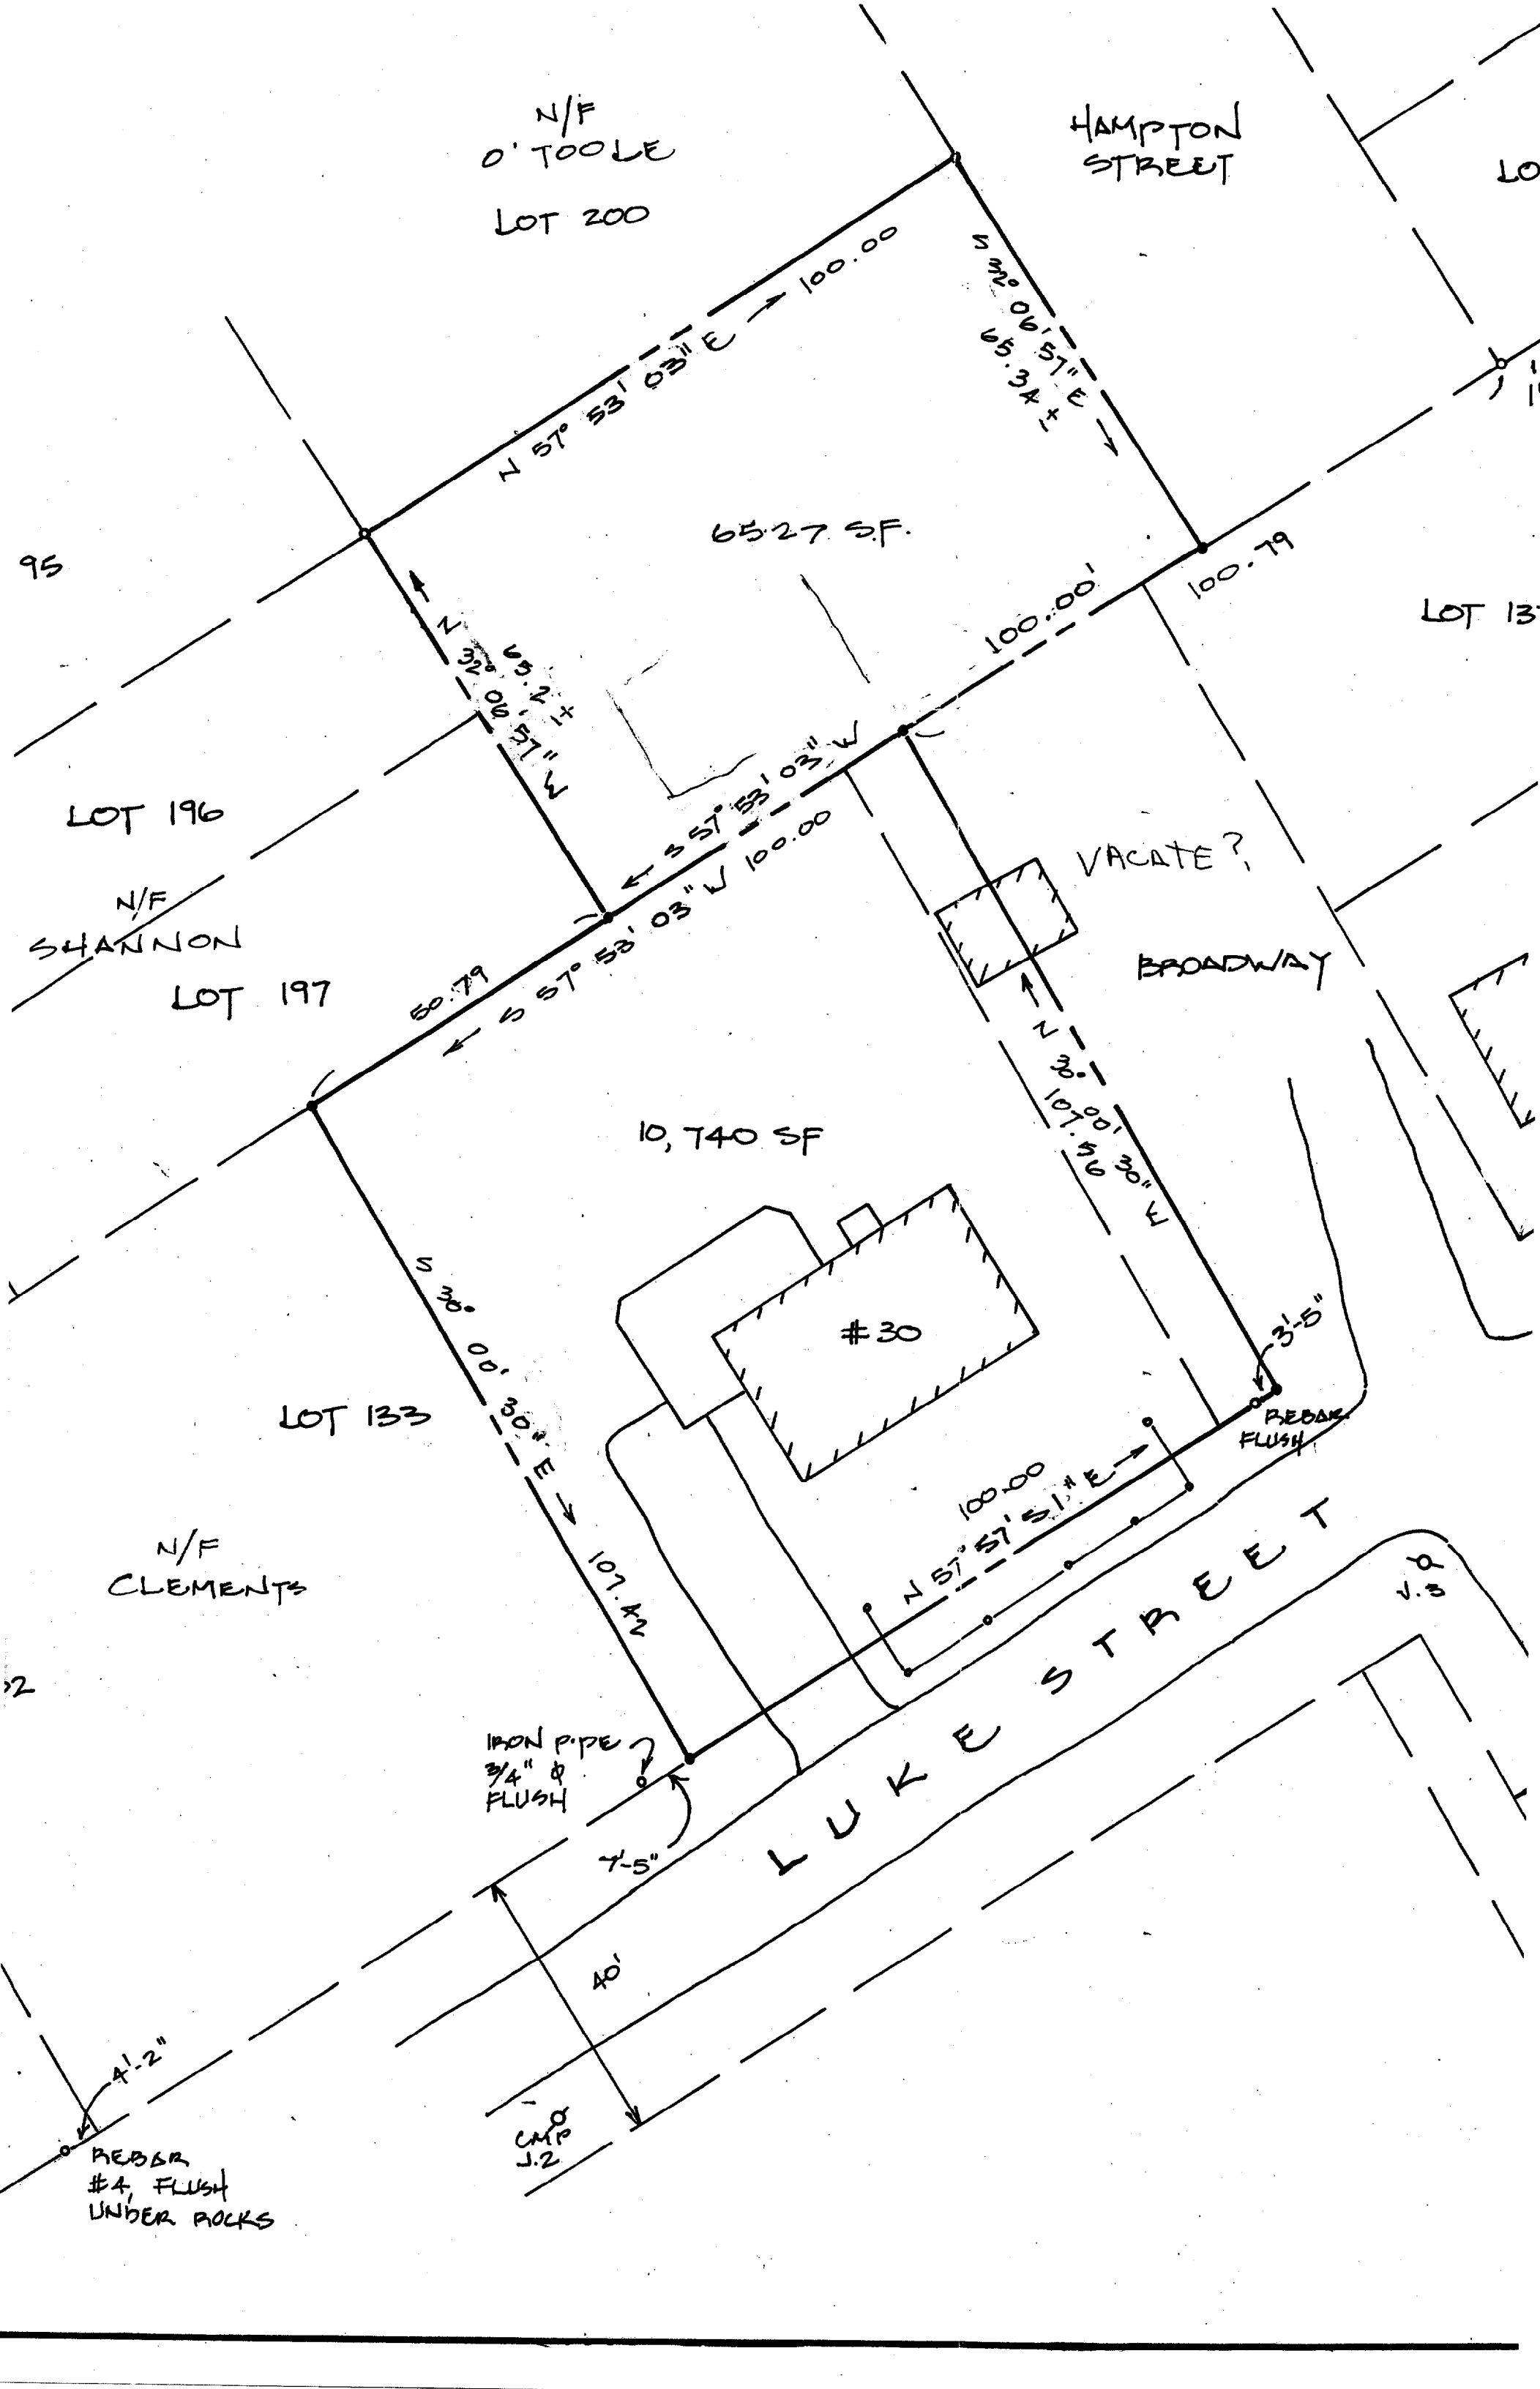 N/F
O'TOOLE
LOT 200
HAMPTON
STREET
LO
N 57° 53' 03" E
100.00
S 32° 06' 57" E
65.34 ±
95
6527 S.F.
100.00'
100.79
LOT 13
N 32° 06' 57" W
65.2 ±
LOT 196
S 57° 53' 03" W
S 57° 53' 03" W 100.00
VACATE?
N/F
SHANNON
LOT 197
50.79
BROADWAY
N 30° 00' 30" E
107.56
10,740 SF
S 30° 00' 30" E
107.42
#30
3'-5"
REBAR
FLUSH
LOT 133
100.00
N 57° 57' 51" E
N/F
CLEMENTS
J.3
LUKE STREET
IRON PIPE
3/4" φ
FLUSH
7'-5"
40'
4'-2"
CMP
J.2
REBAR
#4, FLUSH
UNDER ROCKS